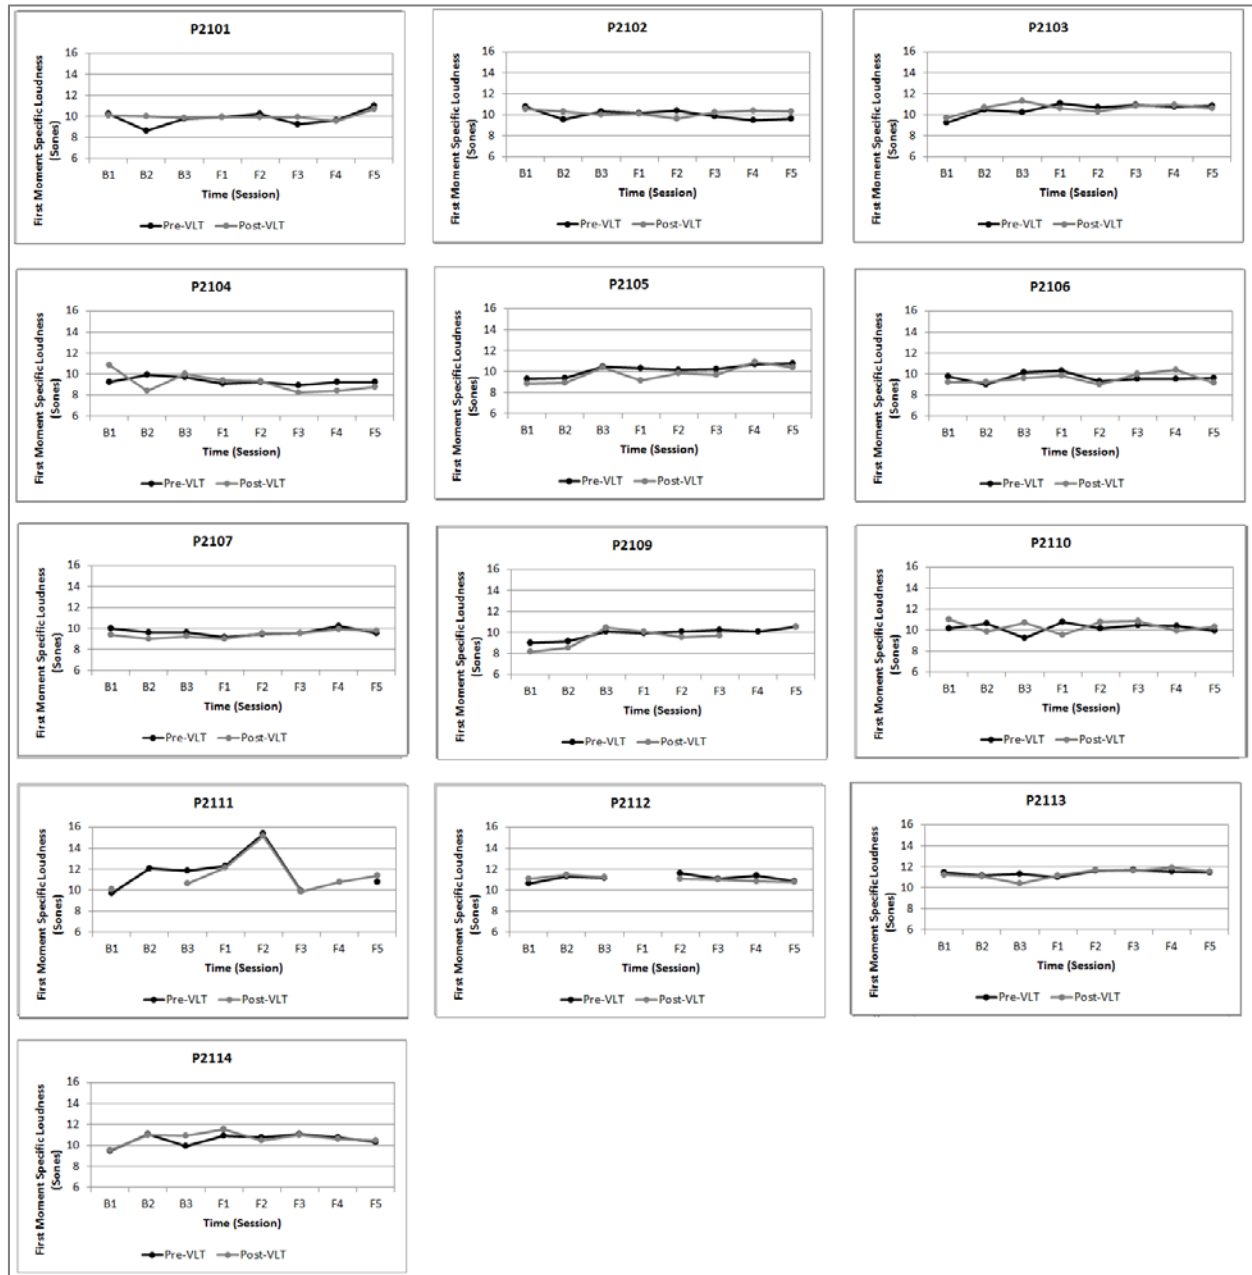 P2101
First Moment Specific Loudness
(Sones)
16
14
12
10
8
6
B1 B2 B3 F1 F2 F3 F4 F5
Time (Session)
Pre-VLT Post-VLT
P2102
First Moment Specific Loudness
(Sones)
16
14
12
10
8
6
B1 B2 B3 F1 F2 F3 F4 F5
Time (Session)
Pre-VLT Post-VLT
P2103
First Moment Specific Loudness
(Sones)
16
14
12
10
8
6
B1 B2 B3 F1 F2 F3 F4 F5
Time (Session)
Pre-VLT Post-VLT
P2104
First Moment Specific Loudness
(Sones)
16
14
12
10
8
6
B1 B2 B3 F1 F2 F3 F4 F5
Time (Session)
Pre-VLT Post-VLT
P2105
First Moment Specific Loudness
(Sones)
16
14
12
10
8
6
B1 B2 B3 F1 F2 F3 F4 F5
Time (Session)
Pre-VLT Post-VLT
P2106
First Moment Specific Loudness
(Sones)
16
14
12
10
8
6
B1 B2 B3 F1 F2 F3 F4 F5
Time (Session)
Pre-VLT Post-VLT
P2107
First Moment Specific Loudness
(Sones)
16
14
12
10
8
6
B1 B2 B3 F1 F2 F3 F4 F5
Time (Session)
Pre-VLT Post-VLT
P2109
First Moment Specific Loudness
(Sones)
16
14
12
10
8
6
B1 B2 B3 F1 F2 F3 F4 F5
Time (Session)
Pre-VLT Post-VLT
P2110
First Moment Specific Loudness
(Sones)
16
14
12
10
8
6
B1 B2 B3 F1 F2 F3 F4 F5
Time (Session)
Pre-VLT Post-VLT
P2111
First Moment Specific Loudness
(Sones)
16
14
12
10
8
6
B1 B2 B3 F1 F2 F3 F4 F5
Time (Session)
Pre-VLT Post-VLT
P2112
First Moment Specific Loudness
(Sones)
16
14
12
10
8
6
B1 B2 B3 F1 F2 F3 F4 F5
Time (Session)
Pre-VLT Post-VLT
P2113
First Moment Specific Loudness
(Sones)
16
14
12
10
8
6
B1 B2 B3 F1 F2 F3 F4 F5
Time (Session)
Pre-VLT Post-VLT
P2114
First Moment Specific Loudness
(Sones)
16
14
12
10
8
6
B1 B2 B3 F1 F2 F3 F4 F5
Time (Session)
Pre-VLT Post-VLT